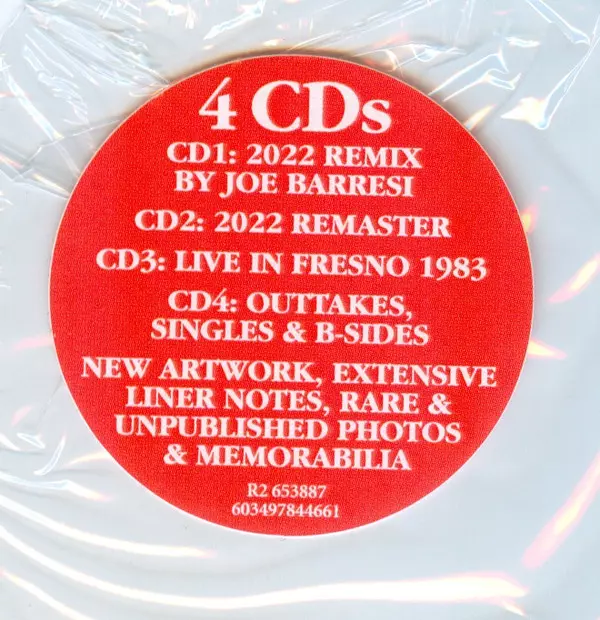 4 CDs
CD1: 2022 REMIX
BY JOE BARRESI
CD2: 2022 REMASTER
CD3: LIVE IN FRESNO 1983
CD4: OUTTAKES,
SINGLES & B-SIDES
NEW ARTWORK, EXTENSIVE
LINER NOTES, RARE &
UNPUBLISHED PHOTOS
& MEMORABILIA
R2 653887
603497844661